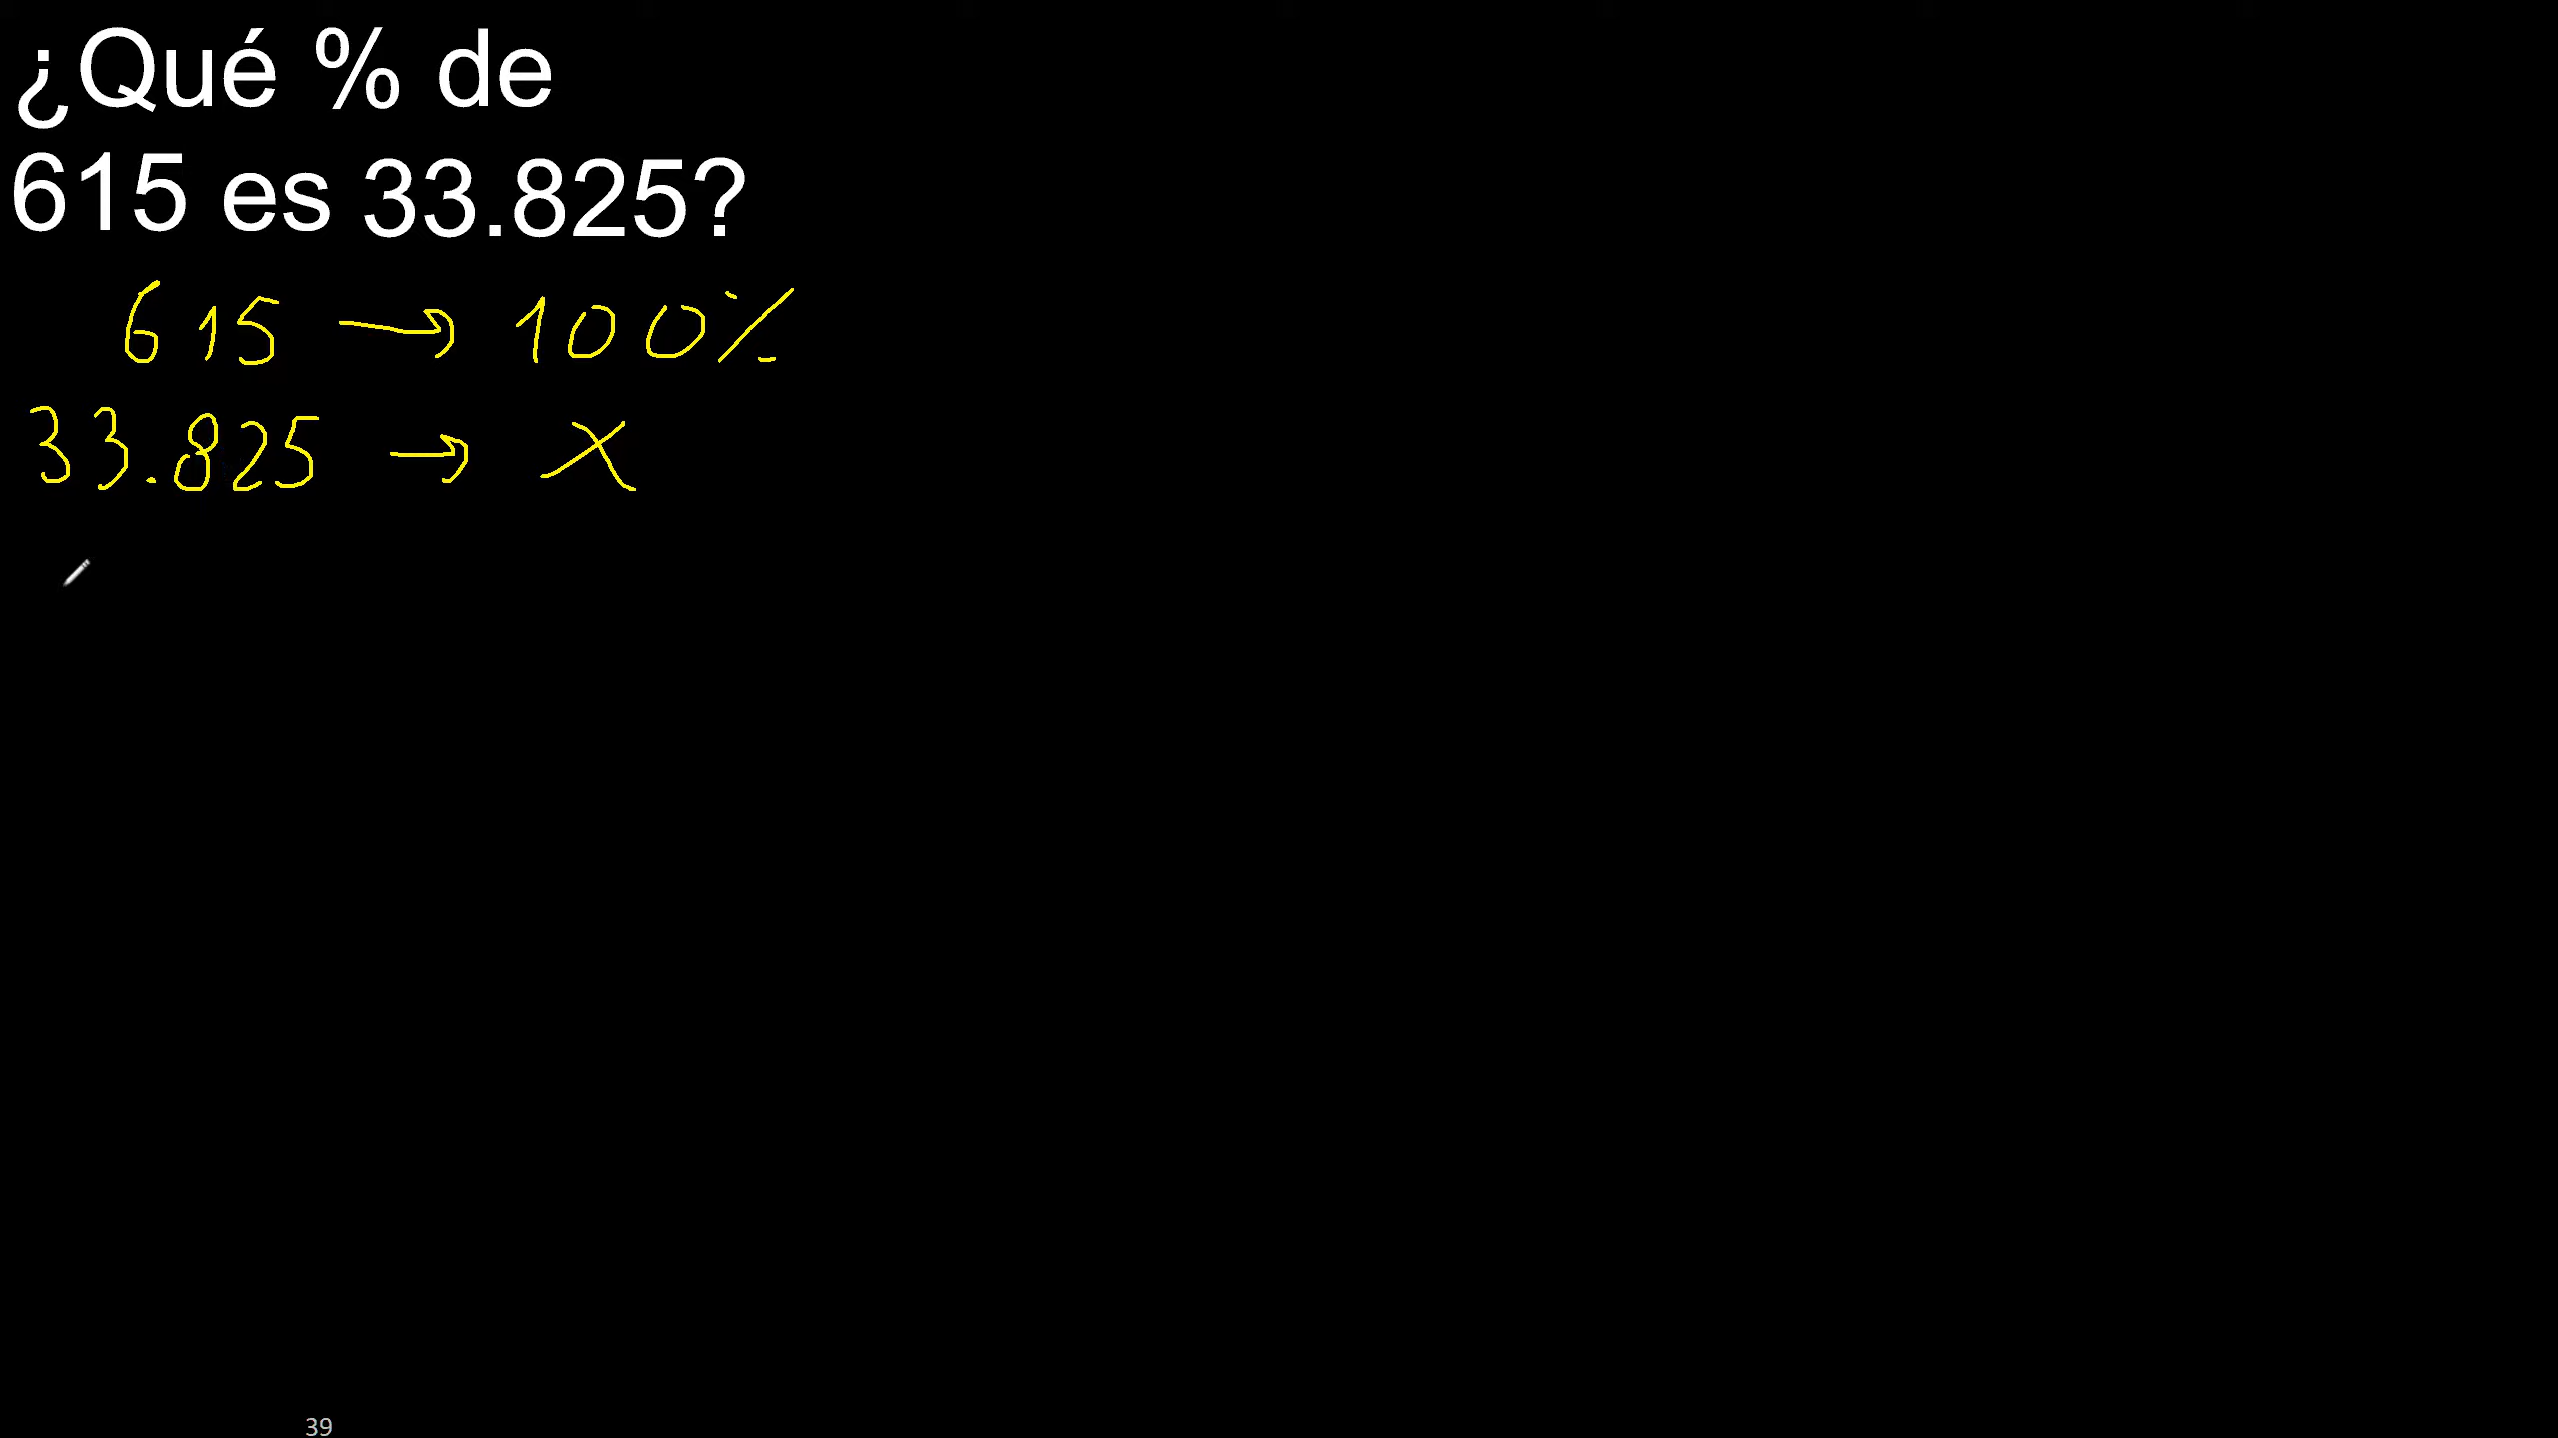 ¿Qué % de
615 es 33.825?
615 → 100%
33.825 → x
39